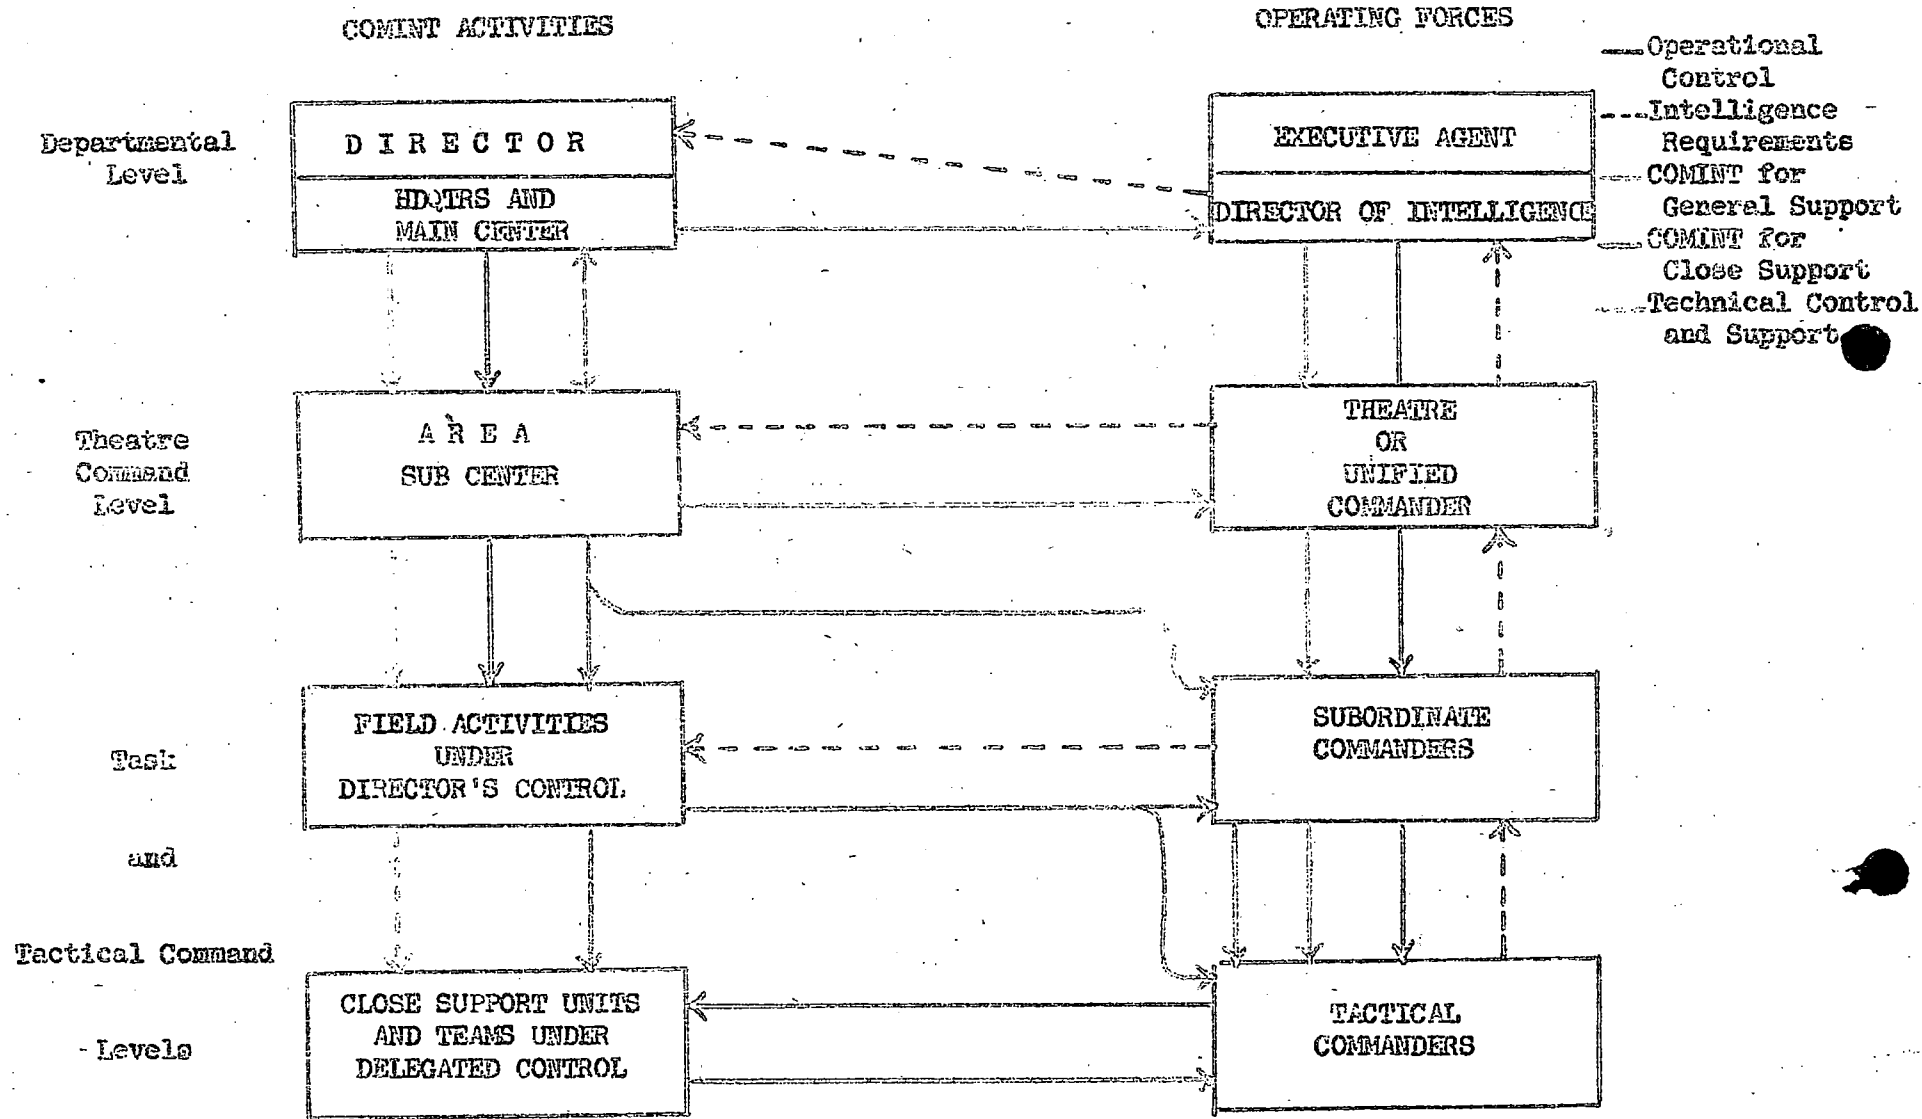 COMINT ACTIVITIES
OPERATING FORCES
Operational
Control
Intelligence
Requirements
COMINT for
General Support
COMINT for
Close Support
Technical Control
and Support
Departmental
Level
DIRECTOR
HDQTRS AND
MAIN CENTER
EXECUTIVE AGENT
DIRECTOR OF INTELLIGENCE
Theatre
Command
Level
AREA
SUB CENTER
THEATRE
OR
UNIFIED
COMMANDER
Task
and
Tactical Command
- Levels
FIELD ACTIVITIES
UNDER
DIRECTOR'S CONTROL
SUBORDINATE
COMMANDERS
CLOSE SUPPORT UNITS
AND TEAMS UNDER
DELEGATED CONTROL
TACTICAL
COMMANDERS